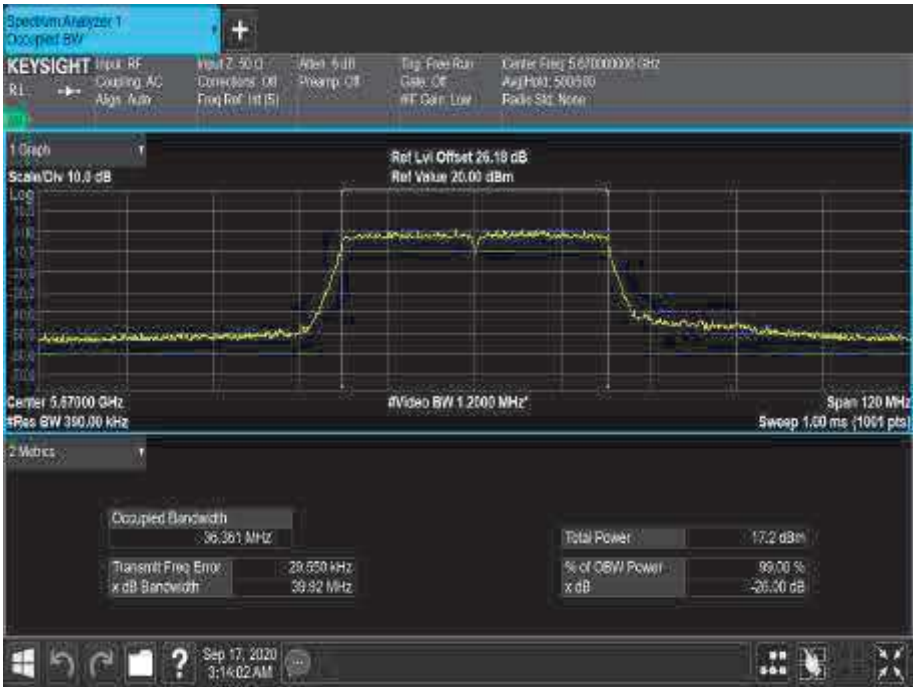 Spectrum Analyzer 1
Occupied BW
+
KEYSIGHT Input: RF Input Z: 50 Ω Atten: 6 dB Trig: Free Run Center Freq: 5.670000000 GHz
Coupling: AC Corrections: Off Preamp: Off Gate: Off Avg|Hold: 500/500
Align: Auto Freq Ref: Int (S) #IF Gain: Low Radio Std: None
1 Graph
Ref Lvl Offset 26.18 dB
Scale/Div 10.0 dB Ref Value 20.00 dBm
Log
Center 5.67000 GHz #Video BW 1.2000 MHz* Span 120 MHz
#Res BW 390.00 kHz Sweep 1.00 ms (1001 pts)
2 Metrics
Occupied Bandwidth
36.361 MHz
Total Power 17.2 dBm
Transmit Freq Error 29.550 kHz % of OBW Power 99.00 %
x dB Bandwidth 39.92 MHz x dB -26.00 dB
? Sep 17, 2020
3:14:02 AM